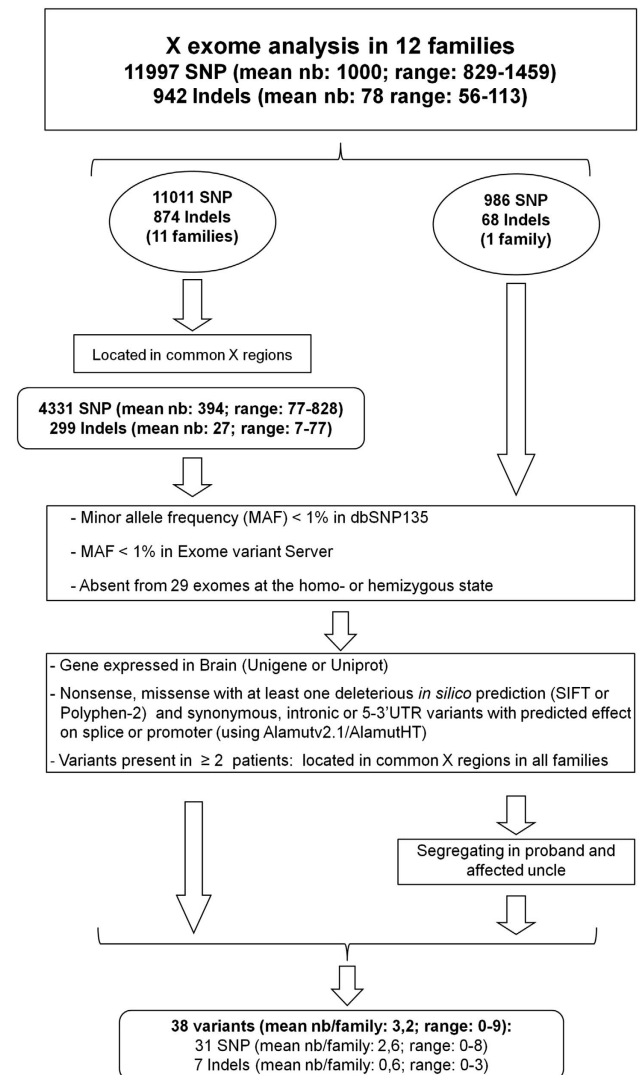 X exome analysis in 12 families
11997 SNP (mean nb: 1000; range: 829-1459)
942 Indels (mean nb: 78 range: 56-113)
11011 SNP
874 Indels
(11 families)
986 SNP
68 Indels
(1 family)
Located in common X regions
4331 SNP (mean nb: 394; range: 77-828)
299 Indels (mean nb: 27; range: 7-77)
- Minor allele frequency (MAF) < 1% in dbSNP135
- MAF < 1% in Exome variant Server
- Absent from 29 exomes at the homo- or hemizygous state
- Gene expressed in Brain (Unigene or Uniprot)
- Nonsense, missense with at least one deleterious in silico prediction (SIFT or
Polyphen-2) and synonymous, intronic or 5-3'UTR variants with predicted effect
on splice or promoter (using Alamutv2.1/AlamutHT)
- Variants present in ≥ 2 patients: located in common X regions in all families
Segregating in proband and
affected uncle
38 variants (mean nb/family: 3,2; range: 0-9):
31 SNP (mean nb/family: 2,6; range: 0-8)
7 Indels (mean nb/family: 0,6; range: 0-3)